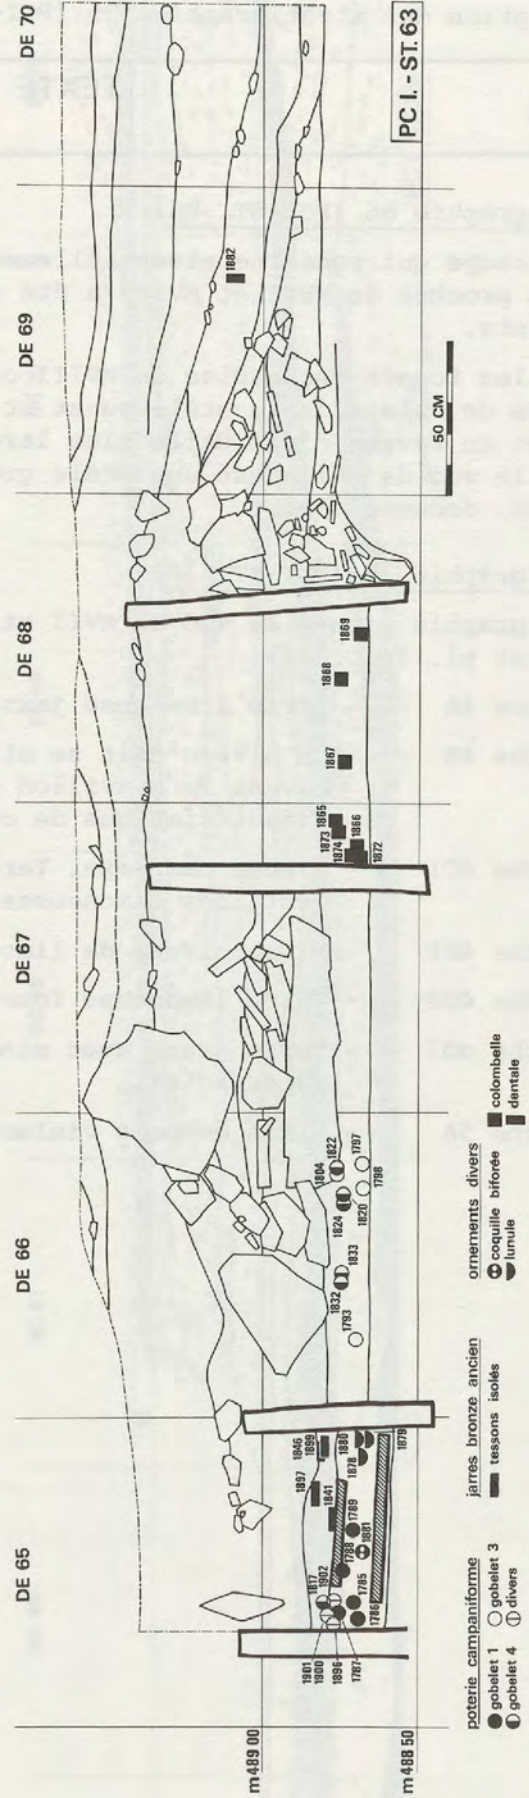 DE 65 DE 66 DE 67 DE 68 DE 69 DE 70
m 489 00
m 488 50
1901
1900
1896
1787
1817
1902
1786
1785
1788
1789
1881
1841
1897
1846
1899
1880
1878
1879
1793
1832
1833
1824
1804
1822
1820
1797
1798
1865
1873
1874
1866
1872
1867
1868
1869
1882
50 CM
PC I. - ST. 63
poterie campaniforme
gobelet 1 gobelet 3
gobelet 4 divers
jarres bronze ancien
tessons isolés
ornements divers
coquille biforée colombelle
lunule dentale